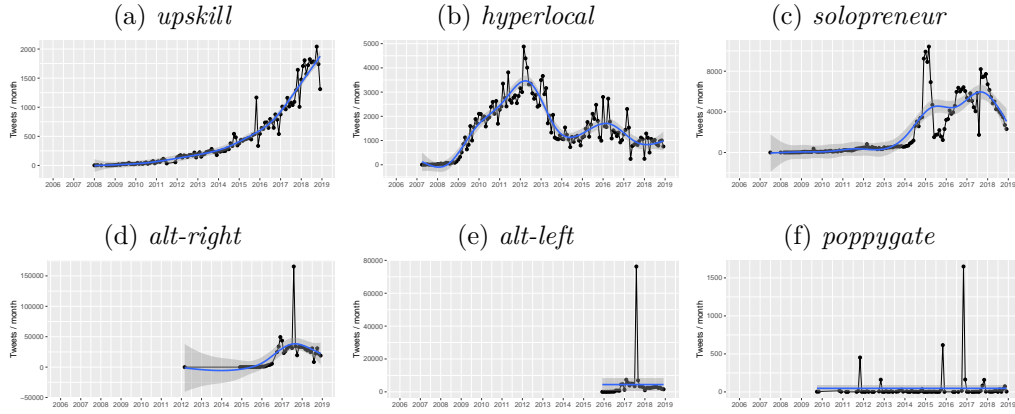 (a) upskill
(b) hyperlocal
(c) solopreneur
Tweets / month
2000
1500
1000
500
0
2006 2007 2008 2009 2010 2011 2012 2013 2014 2015 2016 2017 2018 2019
Tweets / month
5000
4000
3000
2000
1000
0
2006 2007 2008 2009 2010 2011 2012 2013 2014 2015 2016 2017 2018 2019
Tweets / month
8000
4000
0
2006 2007 2008 2009 2010 2011 2012 2013 2014 2015 2016 2017 2018 2019
(d) alt-right
(e) alt-left
(f) poppygate
Tweets / month
150000
100000
50000
0
−50000
2006 2007 2008 2009 2010 2011 2012 2013 2014 2015 2016 2017 2018 2019
Tweets / month
80000
60000
40000
20000
0
2006 2007 2008 2009 2010 2011 2012 2013 2014 2015 2016 2017 2018 2019
Tweets / month
1500
1000
500
0
2006 2007 2008 2009 2010 2011 2012 2013 2014 2015 2016 2017 2018 2019